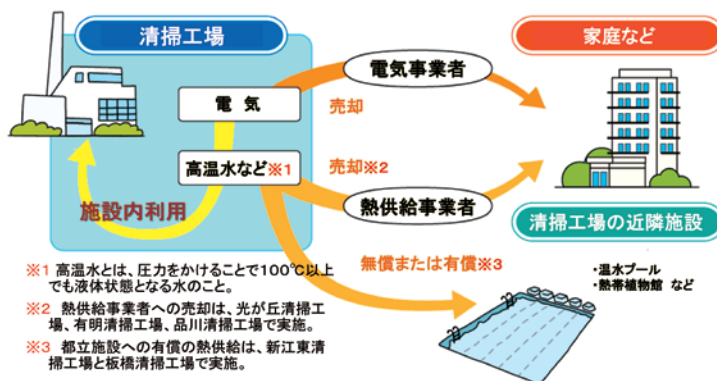 清掃工場
家庭など
電気事業者
電気
売却
高温水など※1
売却※2
施設内利用
熱供給事業者
清掃工場の近隣施設
無償または有償※3
・温水プール
・熱帯植物館 など
※1 高温水とは、圧力をかけることで100℃以上
でも液体状態となる水のこと。
※2 熱供給事業者への売却は、光が丘清掃工
場、有明清掃工場、品川清掃工場で実施。
※3 都立施設への有償の熱供給は、新江東清
掃工場と板橋清掃工場で実施。